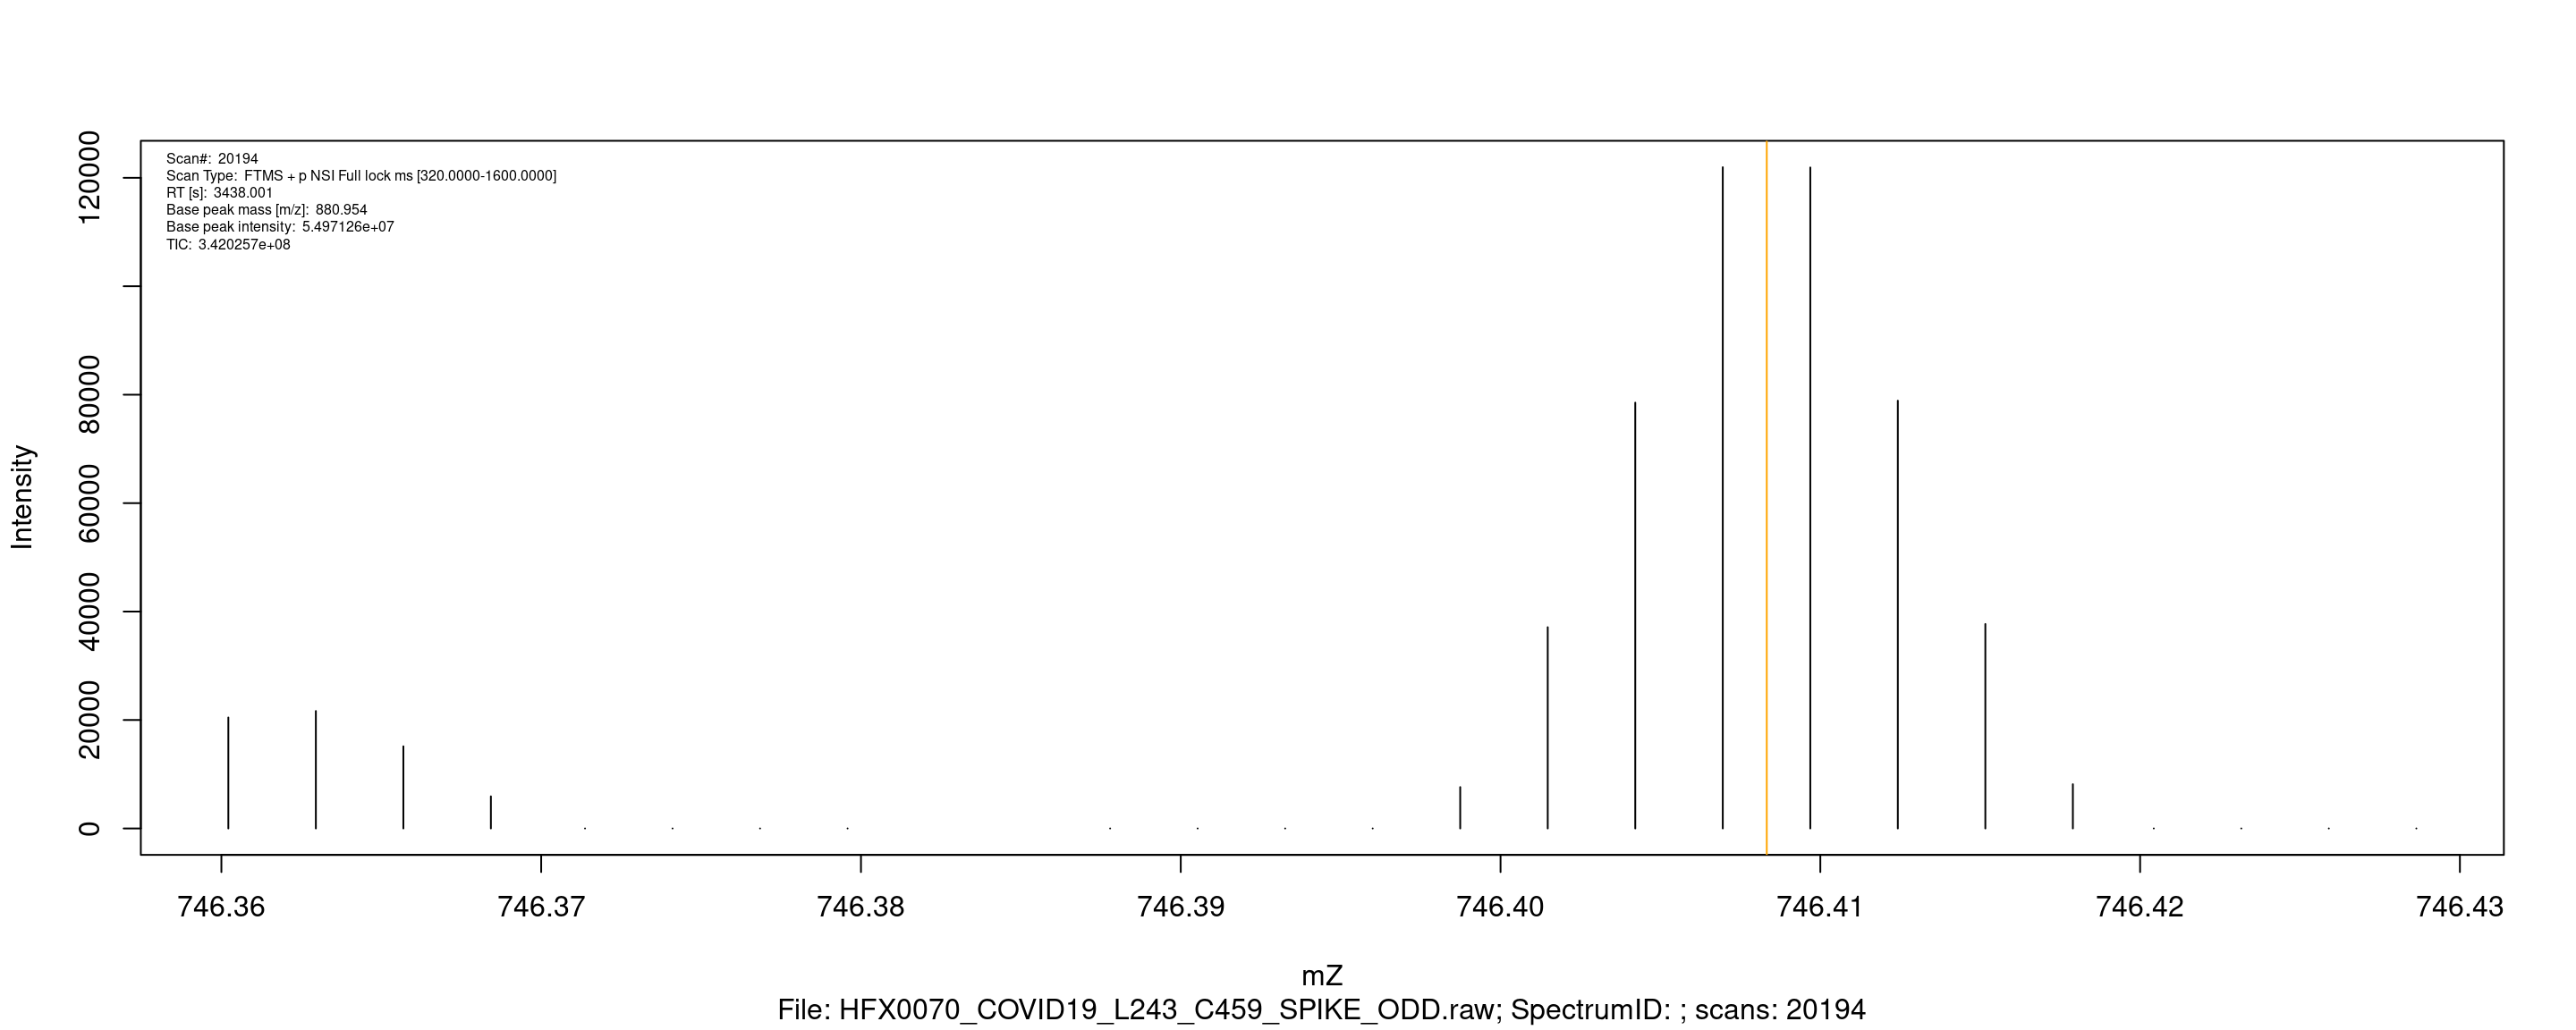 Scan#: 20194
Scan Type: FTMS + p NSI Full lock ms [320.0000-1600.0000]
RT [s]: 3438.001
Base peak mass [m/z]: 880.954
Base peak intensity: 5.497126e+07
TIC: 3.420257e+08
120000
80000
60000
40000
20000
0
Intensity
746.36 746.37 746.38 746.39 746.40 746.41 746.42 746.43
mZ
File: HFX0070_COVID19_L243_C459_SPIKE_ODD.raw; SpectrumID: ; scans: 20194